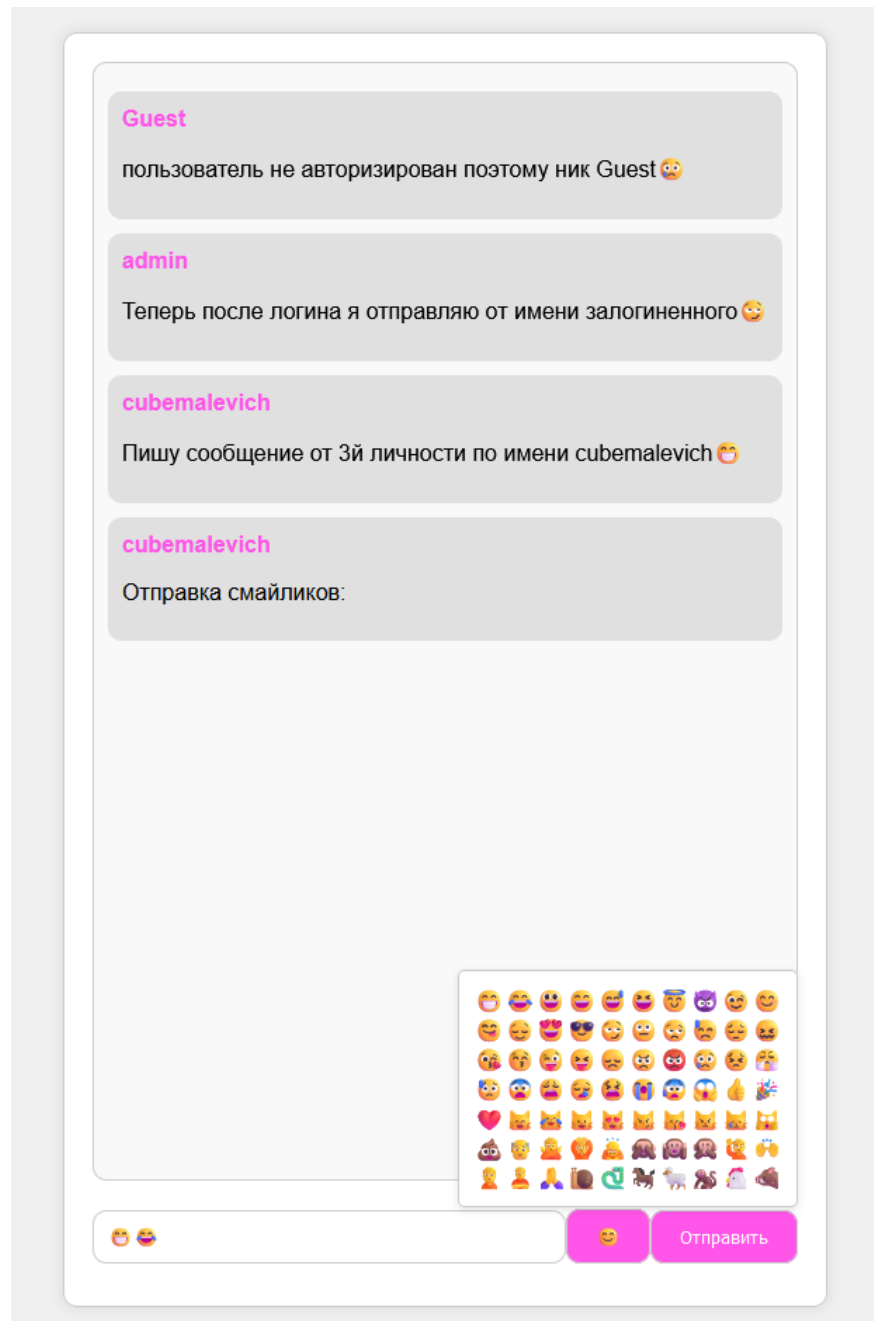 Guest
пользователь не авторизирован поэтому ник Guest😢
admin
Теперь после логина я отправляю от имени залогиненного😏
cubemalevich
Пишу сообщение от 3й личности по имени cubemalevich😁
cubemalevich
Отправка смайликов:
😁😂
😊
Отправить